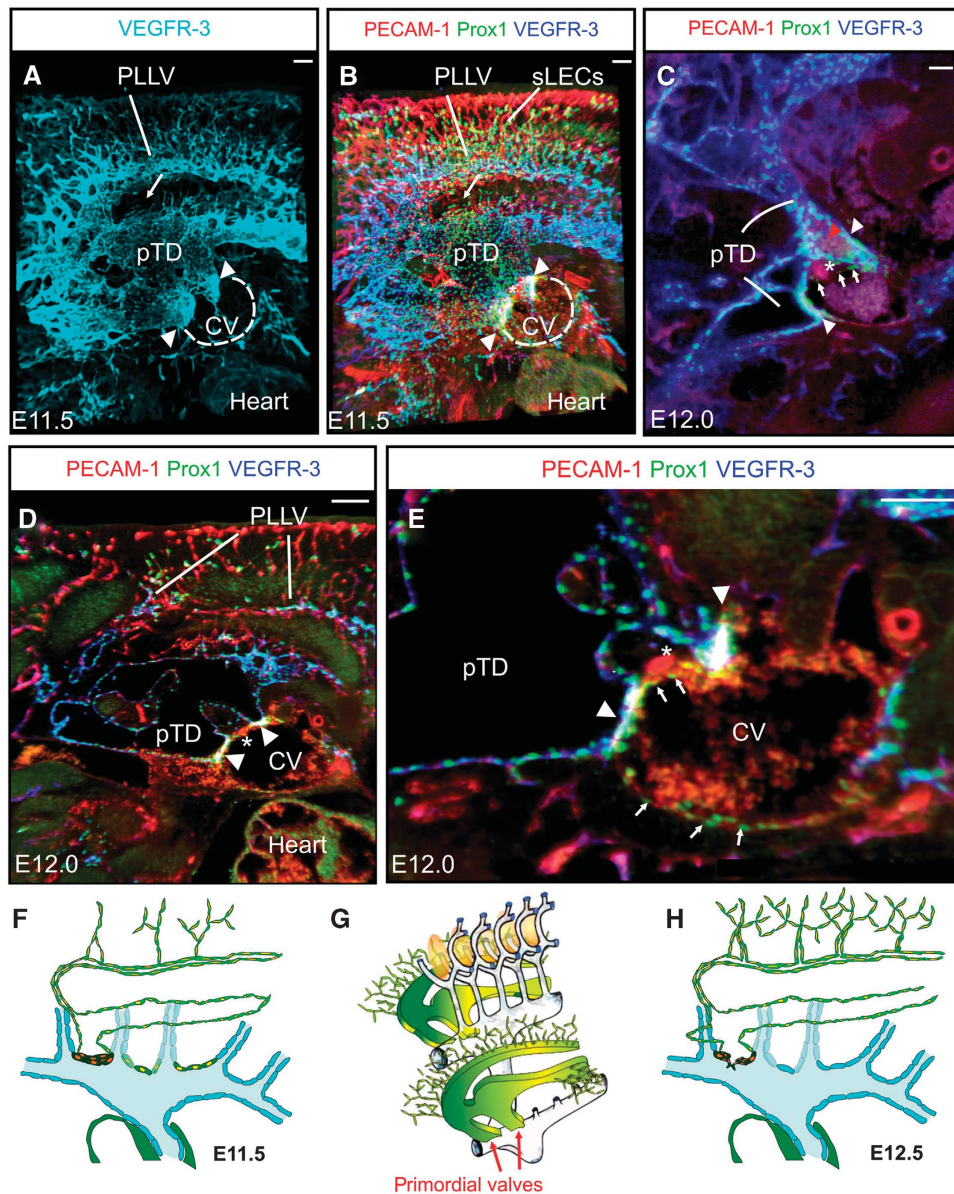 VEGFR-3
A
PLLV
pTD
CV
Heart
E11.5
PECAM-1 Prox1 VEGFR-3
B
PLLV
sLECs
pTD
*
CV
Heart
E11.5
PECAM-1 Prox1 VEGFR-3
C
pTD
*
E12.0
PECAM-1 Prox1 VEGFR-3
D
PLLV
pTD
*
CV
Heart
E12.0
PECAM-1 Prox1 VEGFR-3
E
pTD
*
CV
E12.0
F
E11.5
G
Primordial valves
H
E12.5